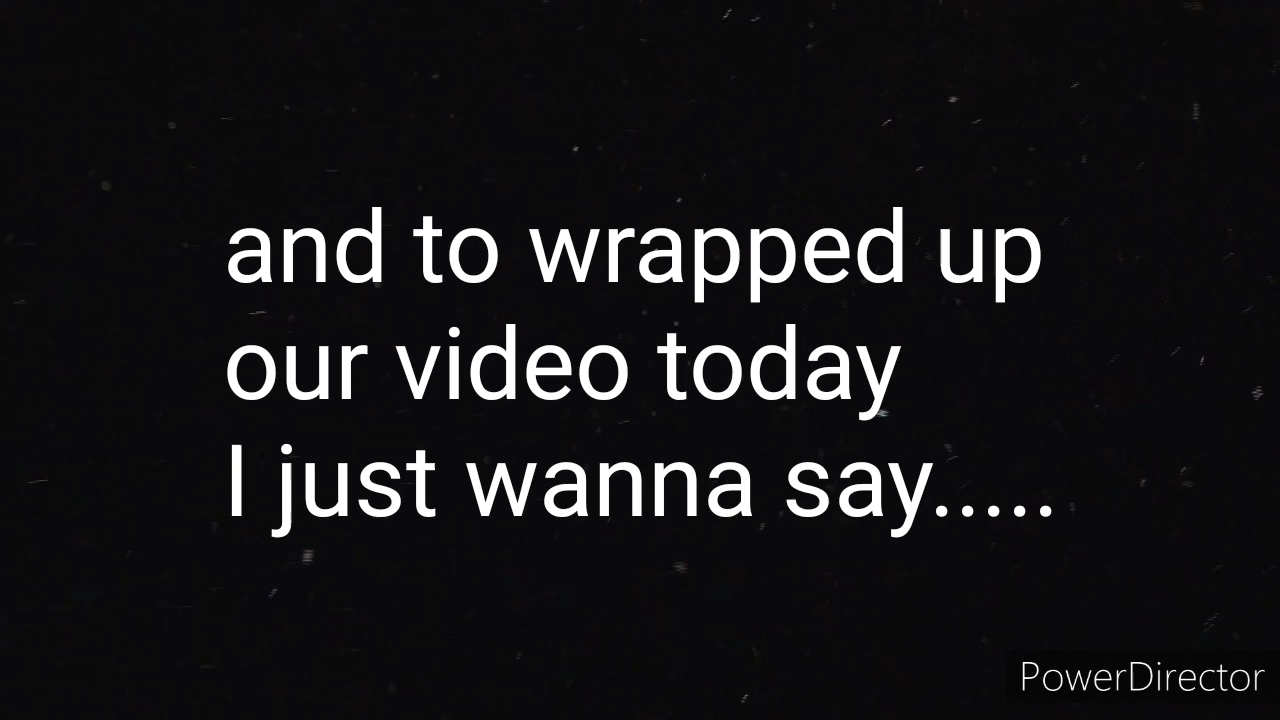 and to wrapped up
our video today
I just wanna say.....
PowerDirector